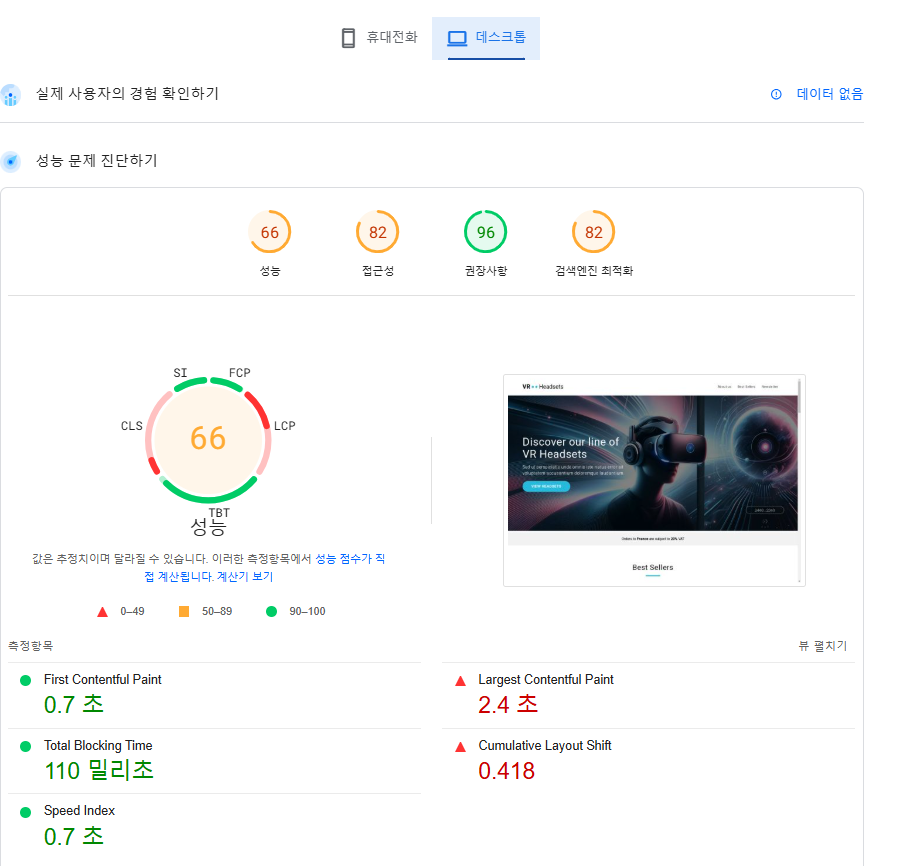 휴대전화
데스크톱
실제 사용자의 경험 확인하기
데이터 없음
성능 문제 진단하기
66
82
96
82
성능
접근성
권장사항
검색엔진 최적화
SI
FCP
CLS
LCP
66
TBT
성능
값은 추정치이며 달라질 수 있습니다. 이러한 측정항목에서 성능 점수가 직
접 계산됩니다. 계산기 보기
0–49
50–89
90–100
VR Headsets
Discover our line of
VR Headsets
VIEW HEADSETS
Best Sellers
측정항목
뷰 펼치기
First Contentful Paint
0.7 초
Largest Contentful Paint
2.4 초
Total Blocking Time
110 밀리초
Cumulative Layout Shift
0.418
Speed Index
0.7 초